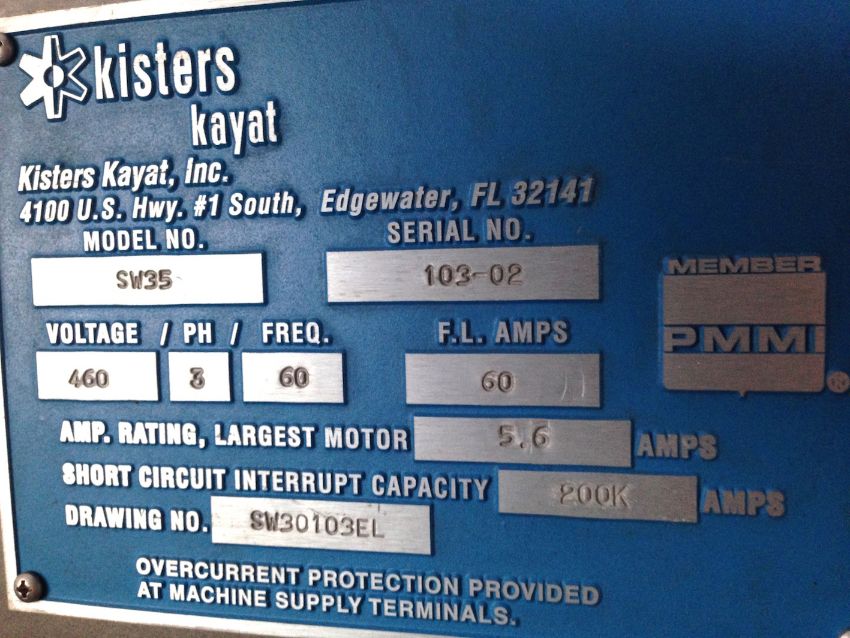 kisters
kayat
Kisters Kayat, Inc.
4100 U.S. Hwy. #1 South, Edgewater, FL 32141
MODEL NO. SERIAL NO.
SW35 103-02
VOLTAGE / PH / FREQ. F.L. AMPS
460 3 60 60
AMP. RATING, LARGEST MOTOR 5.6 AMPS
SHORT CIRCUIT INTERRUPT CAPACITY 200K AMPS
DRAWING NO. SW30103EL
OVERCURRENT PROTECTION PROVIDED
AT MACHINE SUPPLY TERMINALS.
MEMBER
PMMI ®